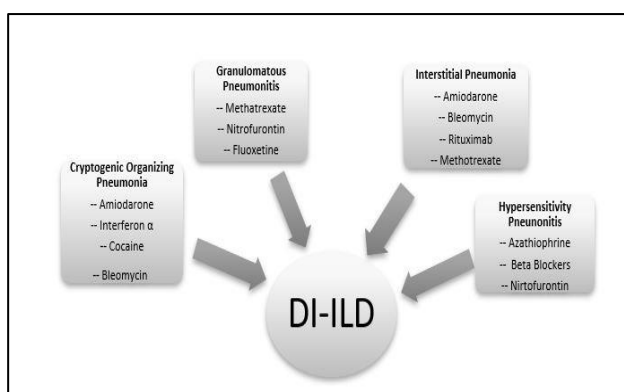 Granulomatous
Pneumonitis
-- Methatrexate
-- Nitrofurontin
-- Fluoxetine
Interstitial Pneumonia
-- Amiodarone
-- Bleomycin
-- Rituximab
-- Methotrexate
Cryptogenic Organizing
Pneumonia
-- Amiodarone
-- Interferon α
-- Cocaine
-- Bleomycin
Hypersensitivity
Pneunonitis
-- Azathiophrine
-- Beta Blockers
-- Nirtofurontin
DI-ILD